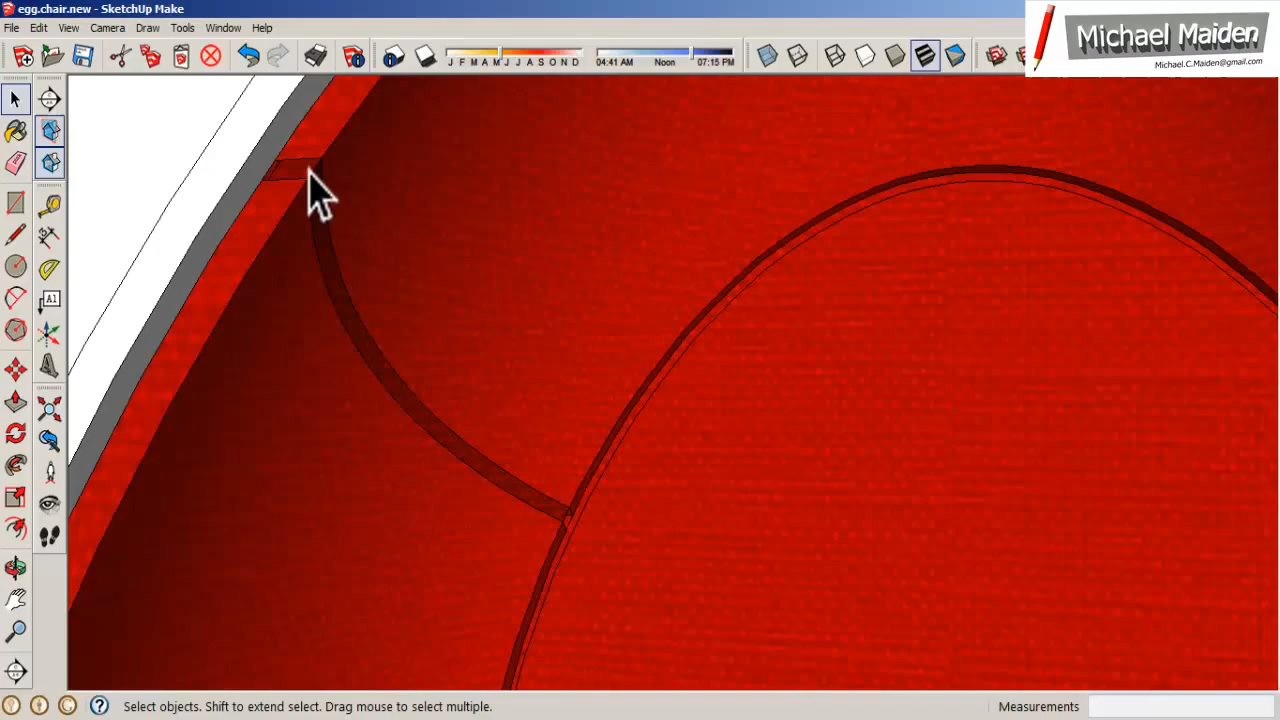 egg.chair.new - SketchUp Make
File Edit View Camera Draw Tools Window Help
J F M A M J J A S O N D
04:41 AM Noon 07:15 PM
Michael Maiden
Michael.C.Maiden@gmail.com
A1
Select objects. Shift to extend select. Drag mouse to select multiple.
Measurements